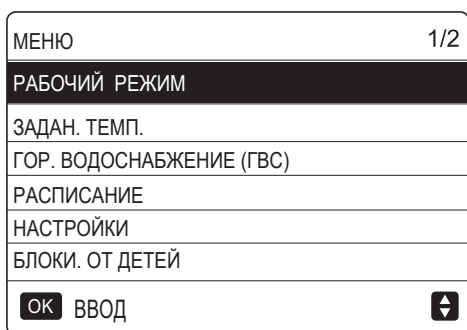 МЕНЮ 1/2
РАБОЧИЙ РЕЖИМ
ЗАДАН. ТЕМП.
ГОР. ВОДОСНАБЖЕНИЕ (ГВС)
РАСПИСАНИЕ
НАСТРОЙКИ
БЛОКИ. ОТ ДЕТЕЙ
OK ВВОД